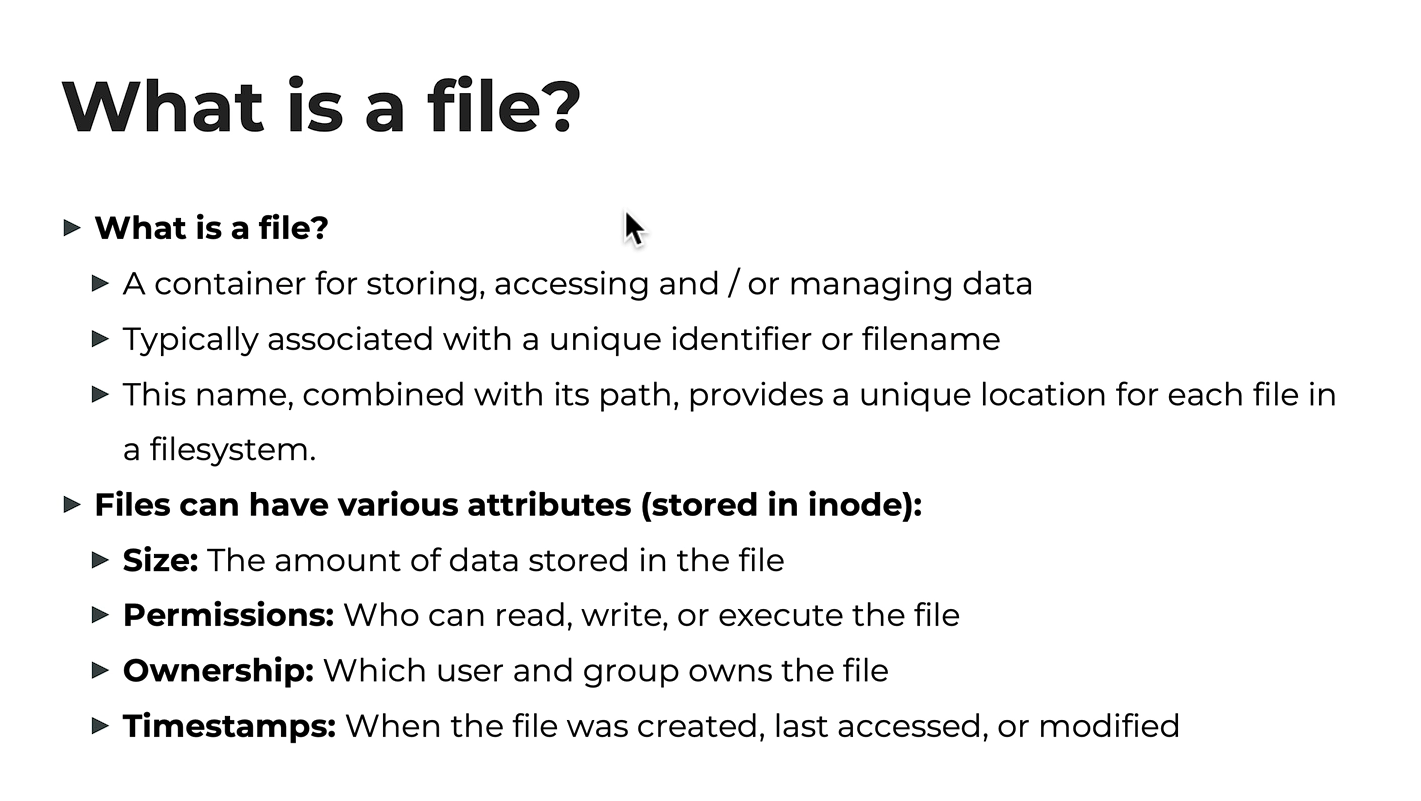 What is a file?
What is a file?
A container for storing, accessing and / or managing data
Typically associated with a unique identifier or filename
This name, combined with its path, provides a unique location for each file in
a filesystem.
Files can have various attributes (stored in inode):
Size: The amount of data stored in the file
Permissions: Who can read, write, or execute the file
Ownership: Which user and group owns the file
Timestamps: When the file was created, last accessed, or modified